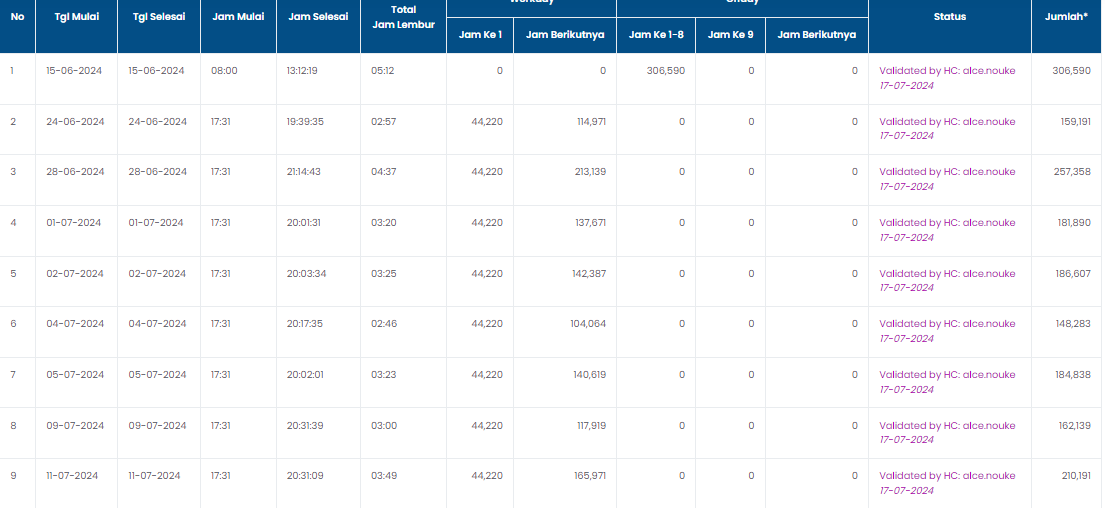 No Tgl Mulai Tgl Selesai Jam Mulai Jam Selesai Total Jam Lembur Jam Ke 1 Jam Berikutnya Jam Ke 1-8 Jam Ke 9 Jam Berikutnya Status Jumlah*
1 15-06-2024 15-06-2024 08:00 13:12:19 05:12 0 0 306,590 0 0 Validated by HC: alce.nouke 306,590
17-07-2024
2 24-06-2024 24-06-2024 17:31 19:39:35 02:57 44,220 114,971 0 0 0 Validated by HC: alce.nouke 159,191
17-07-2024
3 28-06-2024 28-06-2024 17:31 21:14:43 04:37 44,220 213,139 0 0 0 Validated by HC: alce.nouke 257,358
17-07-2024
4 01-07-2024 01-07-2024 17:31 20:01:31 03:20 44,220 137,671 0 0 0 Validated by HC: alce.nouke 181,890
17-07-2024
5 02-07-2024 02-07-2024 17:31 20:03:34 03:25 44,220 142,387 0 0 0 Validated by HC: alce.nouke 186,607
17-07-2024
6 04-07-2024 04-07-2024 17:31 20:17:35 02:46 44,220 104,064 0 0 0 Validated by HC: alce.nouke 148,283
17-07-2024
7 05-07-2024 05-07-2024 17:31 20:02:01 03:23 44,220 140,619 0 0 0 Validated by HC: alce.nouke 184,838
17-07-2024
8 09-07-2024 09-07-2024 17:31 20:31:39 03:00 44,220 117,919 0 0 0 Validated by HC: alce.nouke 162,139
17-07-2024
9 11-07-2024 11-07-2024 17:31 20:31:09 03:49 44,220 165,971 0 0 0 Validated by HC: alce.nouke 210,191
17-07-2024